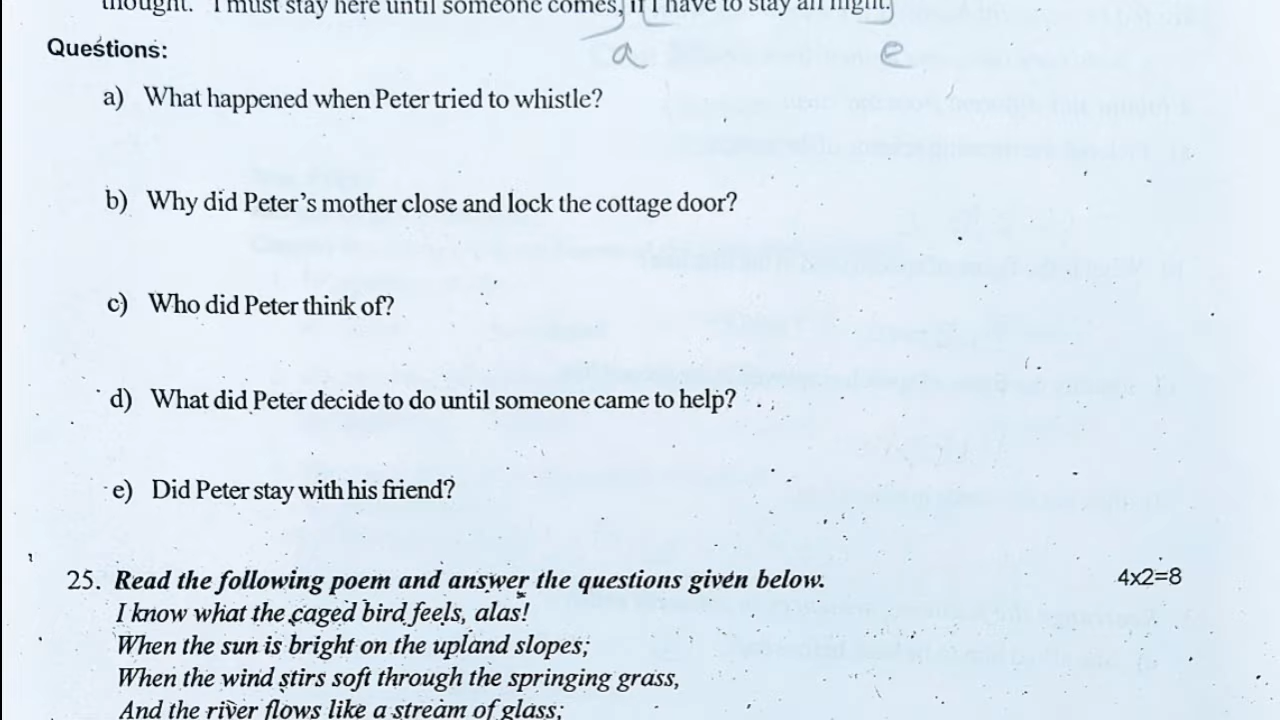 thought. I must stay here until someone comes, if I have to stay all night.
a e
Questions:
a) What happened when Peter tried to whistle?
b) Why did Peter's mother close and lock the cottage door?
c) Who did Peter think of?
d) What did Peter decide to do until someone came to help?
e) Did Peter stay with his friend?
25. Read the following poem and answer the questions given below. 4x2=8
I know what the caged bird feels, alas!
When the sun is bright on the upland slopes;
When the wind stirs soft through the springing grass,
And the river flows like a stream of glass;